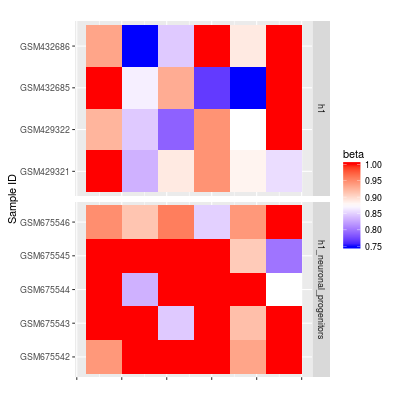 GSM432686
GSM432685
GSM429322
GSM429321
h1
GSM675546
GSM675545
GSM675544
GSM675543
GSM675542
h1_neuronal_progenitors
Sample ID
beta
1.00
0.95
0.90
0.85
0.80
0.75